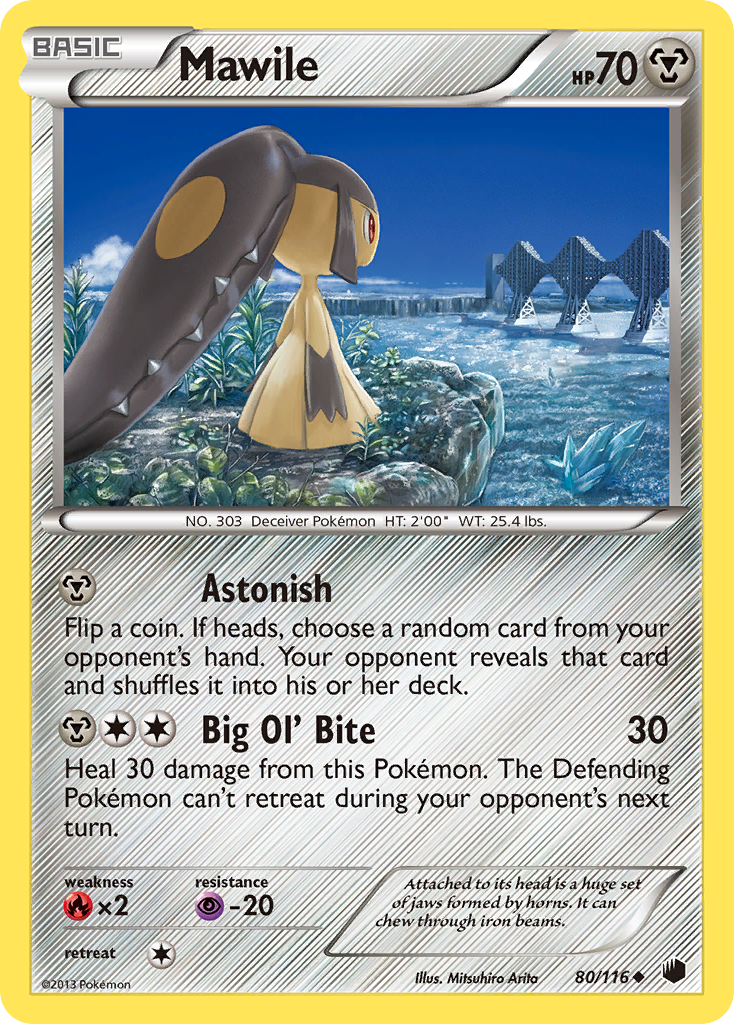 BASIC
Mawile
HP 70
NO. 303 Deceiver Pokémon HT: 2'00" WT: 25.4 lbs.
Astonish
Flip a coin. If heads, choose a random card from your
opponent's hand. Your opponent reveals that card
and shuffles it into his or her deck.
Big Ol' Bite 30
Heal 30 damage from this Pokémon. The Defending
Pokémon can't retreat during your opponent's next
turn.
weakness resistance
×2 -20
Attached to its head is a huge set
of jaws formed by horns. It can
chew through iron beams.
retreat
©2013 Pokémon
Illus. Mitsuhiro Arita
80/116